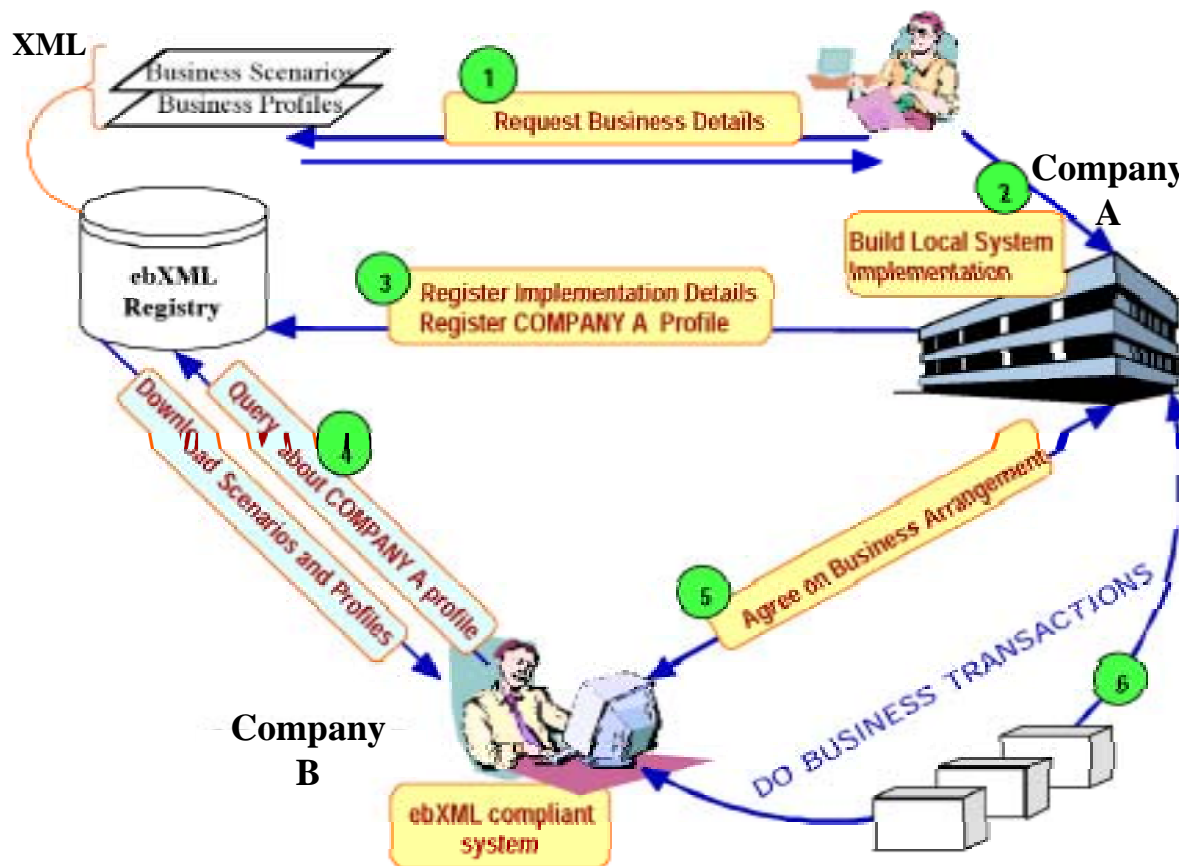 XML
Business Scenarios
Business Profiles
1
Request Business Details
2
Company
A
Build Local System
Implementation
ebXML
Registry
3
Register Implementation Details
Register COMPANY A Profile
4
Query about COMPANY A profile
Download Scenarios and Profiles
5
Agree on Business Arrangement
6
DO BUSINESS TRANSACTIONS
Company
B
ebXML compliant
system